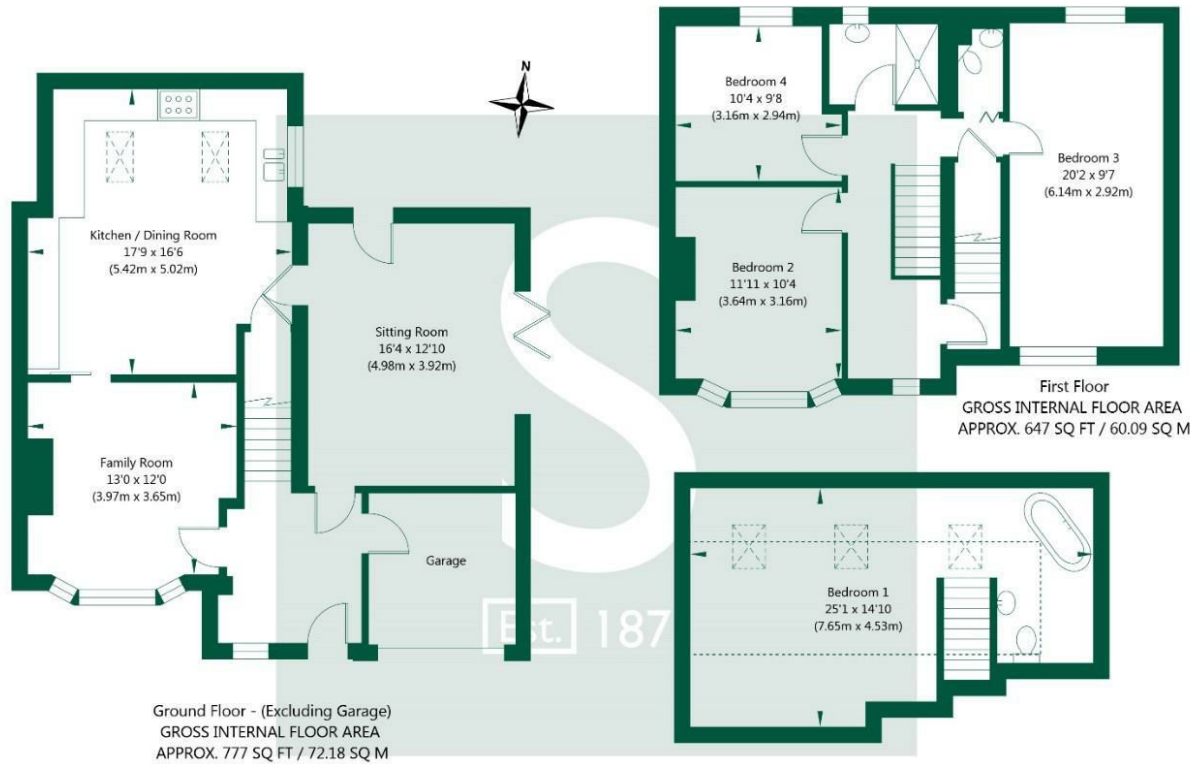 N
Kitchen / Dining Room
17'9 x 16'6
(5.42m x 5.02m)
Sitting Room
16'4 x 12'10
(4.98m x 3.92m)
Family Room
13'0 x 12'0
(3.97m x 3.65m)
Garage
Ground Floor - (Excluding Garage)
GROSS INTERNAL FLOOR AREA
APPROX. 777 SQ FT / 72.18 SQ M
Bedroom 4
10'4 x 9'8
(3.16m x 2.94m)
Bedroom 2
11'11 x 10'4
(3.64m x 3.16m)
Bedroom 3
20'2 x 9'7
(6.14m x 2.92m)
First Floor
GROSS INTERNAL FLOOR AREA
APPROX. 647 SQ FT / 60.09 SQ M
Bedroom 1
25'1 x 14'10
(7.65m x 4.53m)
S
Est. 187